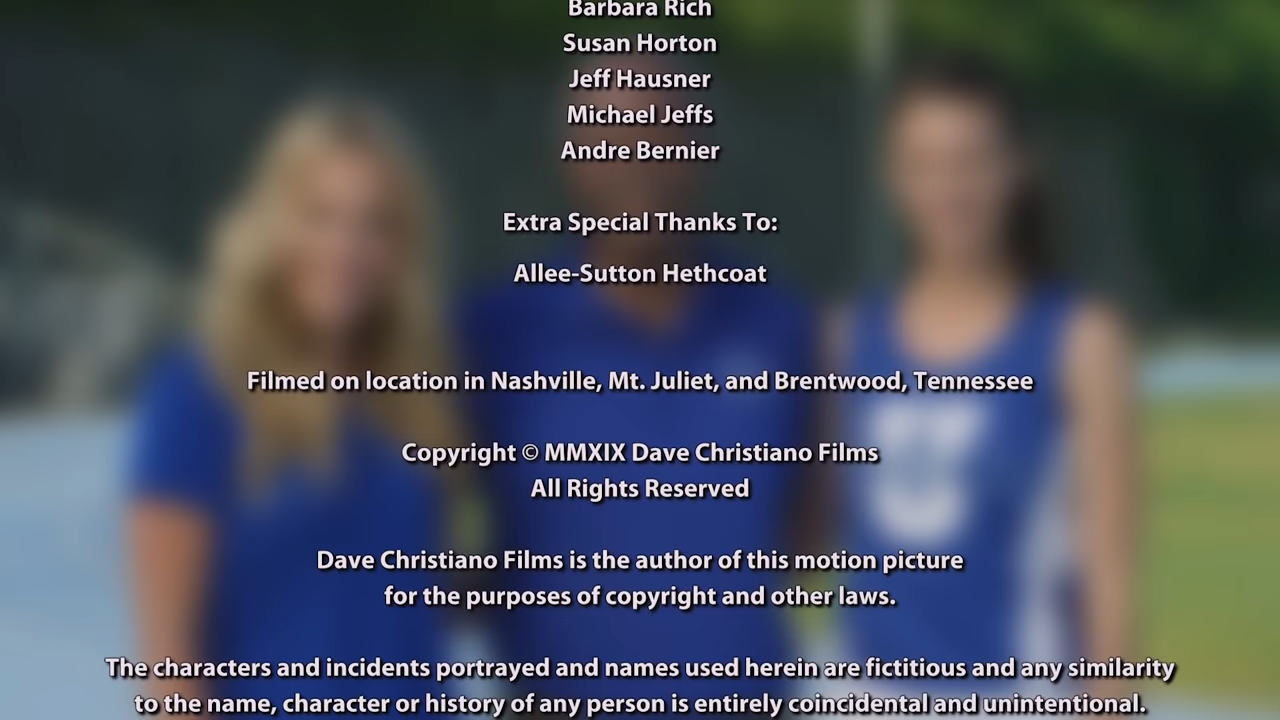 Barbara Rich
Susan Horton
Jeff Hausner
Michael Jeffs
Andre Bernier
Extra Special Thanks To:
Allee-Sutton Hethcoat
Filmed on location in Nashville, Mt. Juliet, and Brentwood, Tennessee
Copyright © MMXIX Dave Christiano Films
All Rights Reserved
Dave Christiano Films is the author of this motion picture
for the purposes of copyright and other laws.
The characters and incidents portrayed and names used herein are fictitious and any similarity
to the name, character or history of any person is entirely coincidental and unintentional.